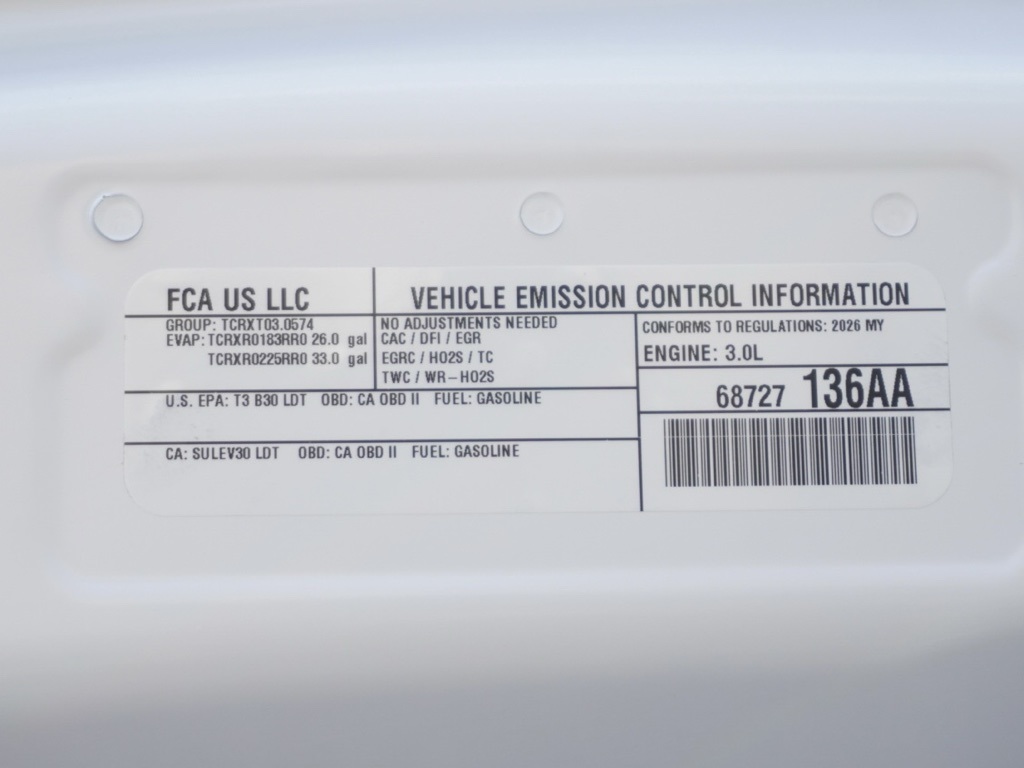 FCA US LLC
VEHICLE EMISSION CONTROL INFORMATION
GROUP: TCRXT03.0574
EVAP: TCRXR0183RR0 26.0 gal
TCRXR0225RR0 33.0 gal
NO ADJUSTMENTS NEEDED
CAC / DFI / EGR
EGRC / HO2S / TC
TWC / WR-HO2S
CONFORMS TO REGULATIONS: 2026 MY
ENGINE: 3.0L
68727 136AA
U.S. EPA: T3 B30 LDT OBD: CA OBD II FUEL: GASOLINE
CA: SULEV30 LDT OBD: CA OBD II FUEL: GASOLINE